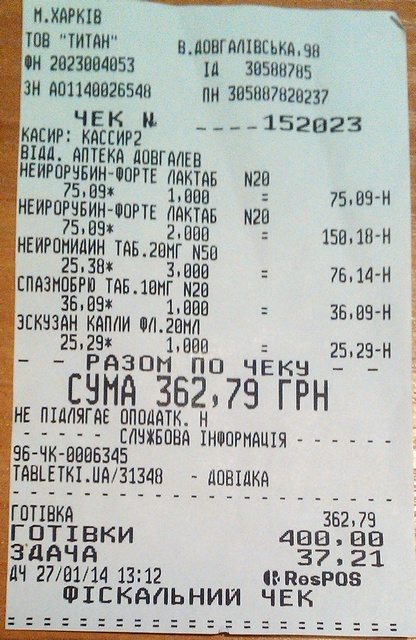 М.ХАРКІВ
ТОВ "ТИТАН" В.ДОВГАЛІВСЬКА,98
ФН 2023004053 ІД 30588785
ЗН АО1140026548 ПН 305887820237
ЧЕК № ____-152023
КАСИР: КАССИР2
ВІДД. АПТЕКА ДОВГАЛЕВ
НЕЙРОРУБИН-ФОРТЕ ЛАКТАБ N20
75,09* 1,000 = 75,09-Н
НЕЙРОРУБИН-ФОРТЕ ЛАКТАБ N20
75,09* 2,000 = 150,18-Н
НЕЙРОМИДИН ТАБ.20МГ N50
25,38* 3,000 = 76,14-Н
СПАЗМОБРЮ ТАБ.10МГ N20
36,09* 1,000 = 36,09-Н
ЭСКУЗАН КАПЛИ ФЛ.20МЛ
25,29* 1,000 = 25,29-Н
- - РАЗОМ ПО ЧЕКУ - -
СУМА 362,79 ГРН
НЕ ПІДЛЯГАЄ ОПОДАТК. Н
- - - - - СЛУЖБОВА ІНФОРМАЦІЯ - - - - - -
96-ЧК-0006345
TABLETKI.UA/31348 - ДОВІДКА
ГОТІВКА 362,79
ГОТІВКИ 400,00
ЗДАЧА 37,21
ДЧ 27/01/14 13:12 ResPOS
ФІСКАЛЬНИЙ ЧЕК